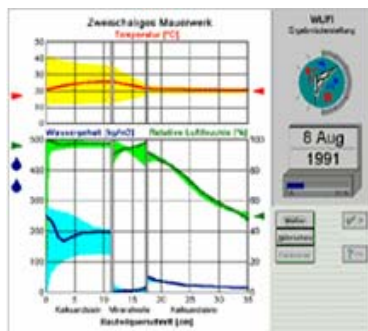 Zweischaliges Mauerwerk
Temperatur [°C]
50
40
30
20
10
0
Wassergehalt [kg/m3]
Relative Luftfeuchte [%]
500
400
300
200
100
0
100
80
60
40
20
0
0 5 10 15 20 25 30 35
Kalksandstein Mineralwolle Kalksandstein
Bauteilquerschnitt [cm]
WUFI
Ergebnisdarstellung
8 Aug
1991
Weiter